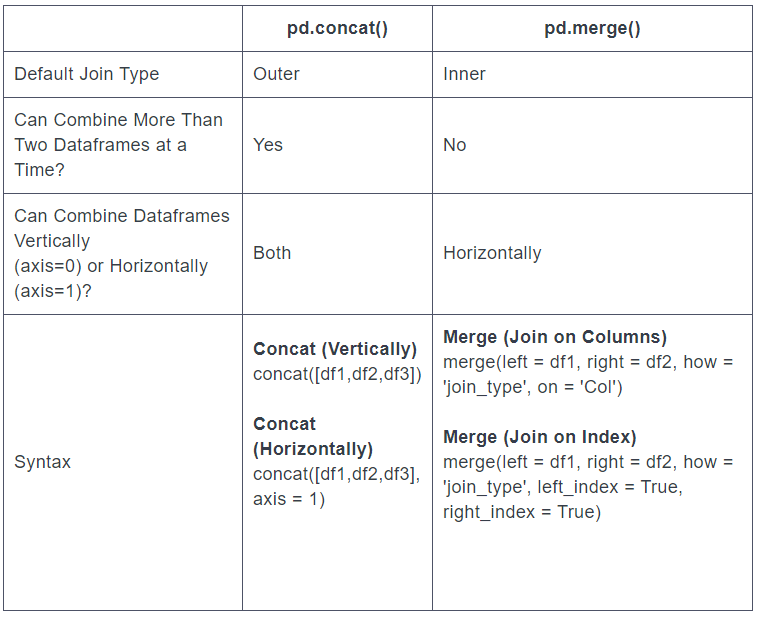 pd.concat()
pd.merge()
Default Join Type
Outer
Inner
Can Combine More Than
Two Dataframes at a
Time?
Yes
No
Can Combine Dataframes
Vertically
(axis=0) or Horizontally
(axis=1)?
Both
Horizontally
Syntax
Concat (Vertically)
concat([df1,df2,df3])
Concat
(Horizontally)
concat([df1,df2,df3],
axis = 1)
Merge (Join on Columns)
merge(left = df1, right = df2, how =
'join_type', on = 'Col')
Merge (Join on Index)
merge(left = df1, right = df2, how =
'join_type', left_index = True,
right_index = True)